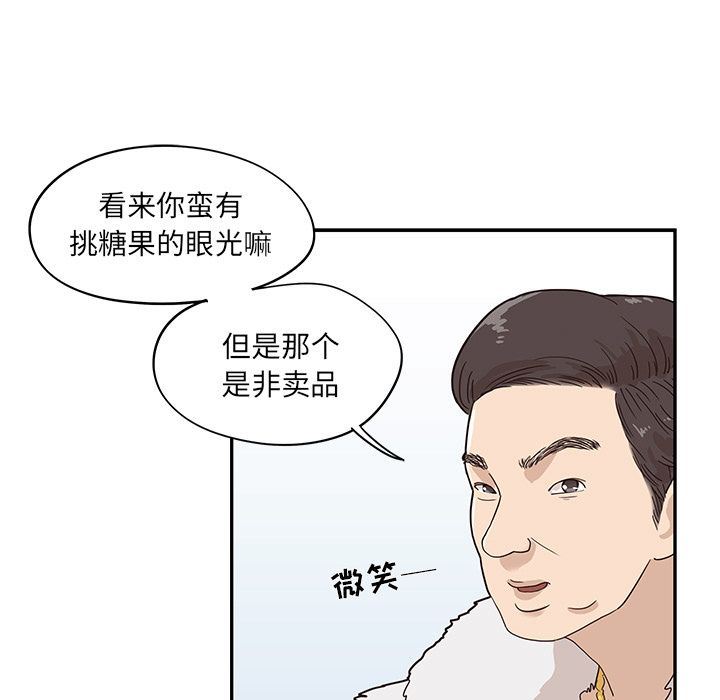 看来你蛮有
挑糖果的眼光嘛
但是那个
是非卖品
微笑